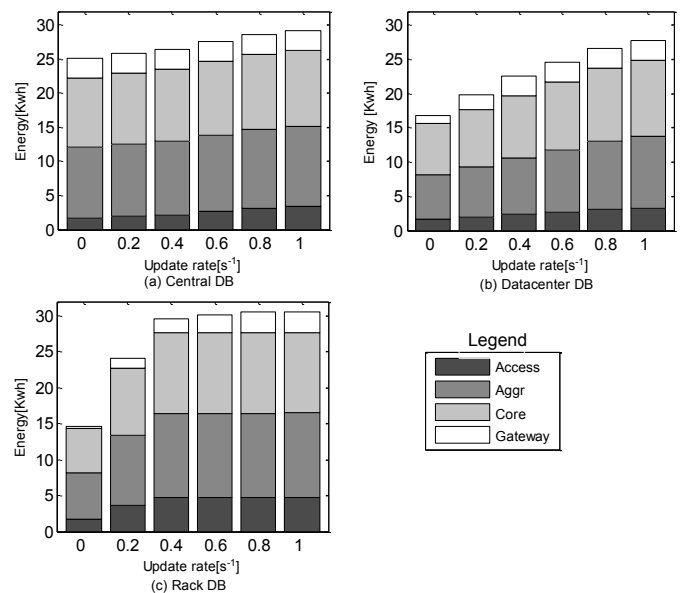 Energy[Kwh]
30
25
20
15
10
5
0
0 0.2 0.4 0.6 0.8 1
Update rate[s-1]
(a) Central DB
Energy [Kwh]
30
25
20
15
10
5
0
0 0.2 0.4 0.6 0.8 1
Update rate[s-1]
(b) Datacenter DB
Energy[Kwh]
30
25
20
15
10
5
0
0 0.2 0.4 0.6 0.8 1
Update rate[s-1]
(c) Rack DB
Legend
Access
Aggr
Core
Gateway